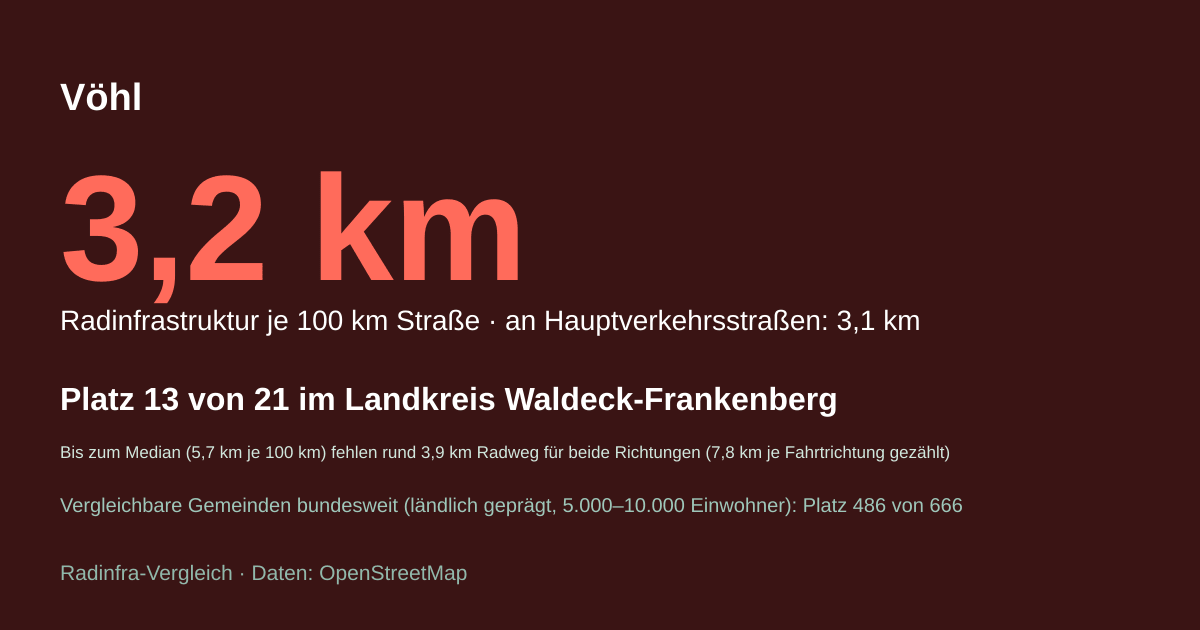 Vöhl
3,2 km
Radinfrastruktur je 100 km Straße · an Hauptverkehrsstraßen: 3,1 km
Platz 13 von 21 im Landkreis Waldeck-Frankenberg
Bis zum Median (5,7 km je 100 km) fehlen rund 3,9 km Radweg für beide Richtungen (7,8 km je Fahrtrichtung gezählt)
Vergleichbare Gemeinden bundesweit (ländlich geprägt, 5.000–10.000 Einwohner): Platz 486 von 666
Radinfra-Vergleich · Daten: OpenStreetMap